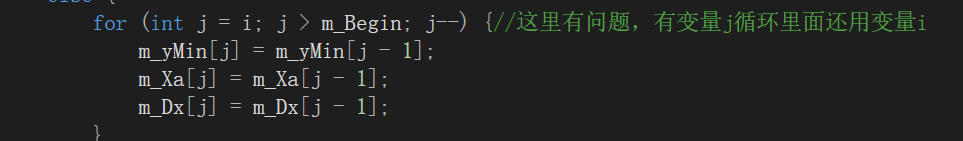 else {
for (int j = i; j > m_Begin; j--) {//这里有问题，有变量j循环里面还用变量i
m_yMin[j] = m_yMin[j - 1];
m_Xa[j] = m_Xa[j - 1];
m_Dx[j] = m_Dx[j - 1];
}